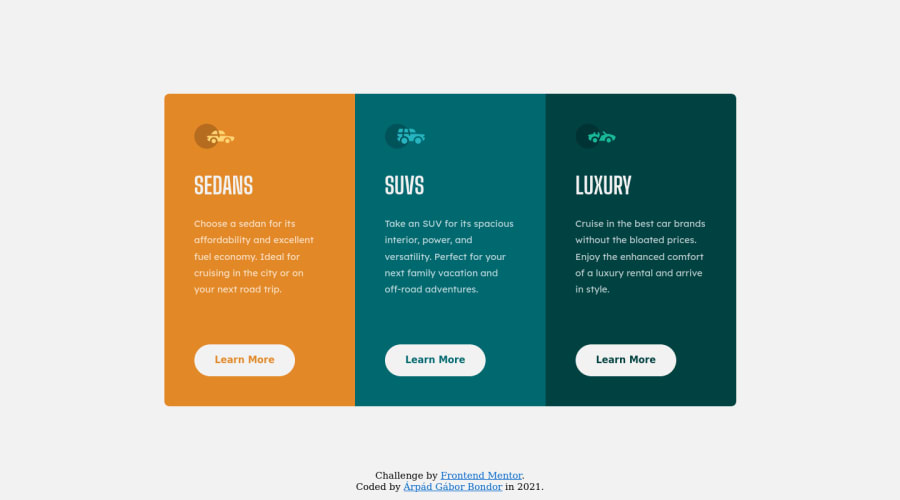 SEDANS
Choose a sedan for its
affordability and excellent
fuel economy. Ideal for
cruising in the city or on
your next road trip.
Learn More
SUVS
Take an SUV for its spacious
interior, power, and
versatility. Perfect for your
next family vacation and
off-road adventures.
Learn More
LUXURY
Cruise in the best car brands
without the bloated prices.
Enjoy the enhanced comfort
of a luxury rental and arrive
in style.
Learn More
Challenge by Frontend Mentor.
Coded by Árpád Gábor Bondor in 2021.